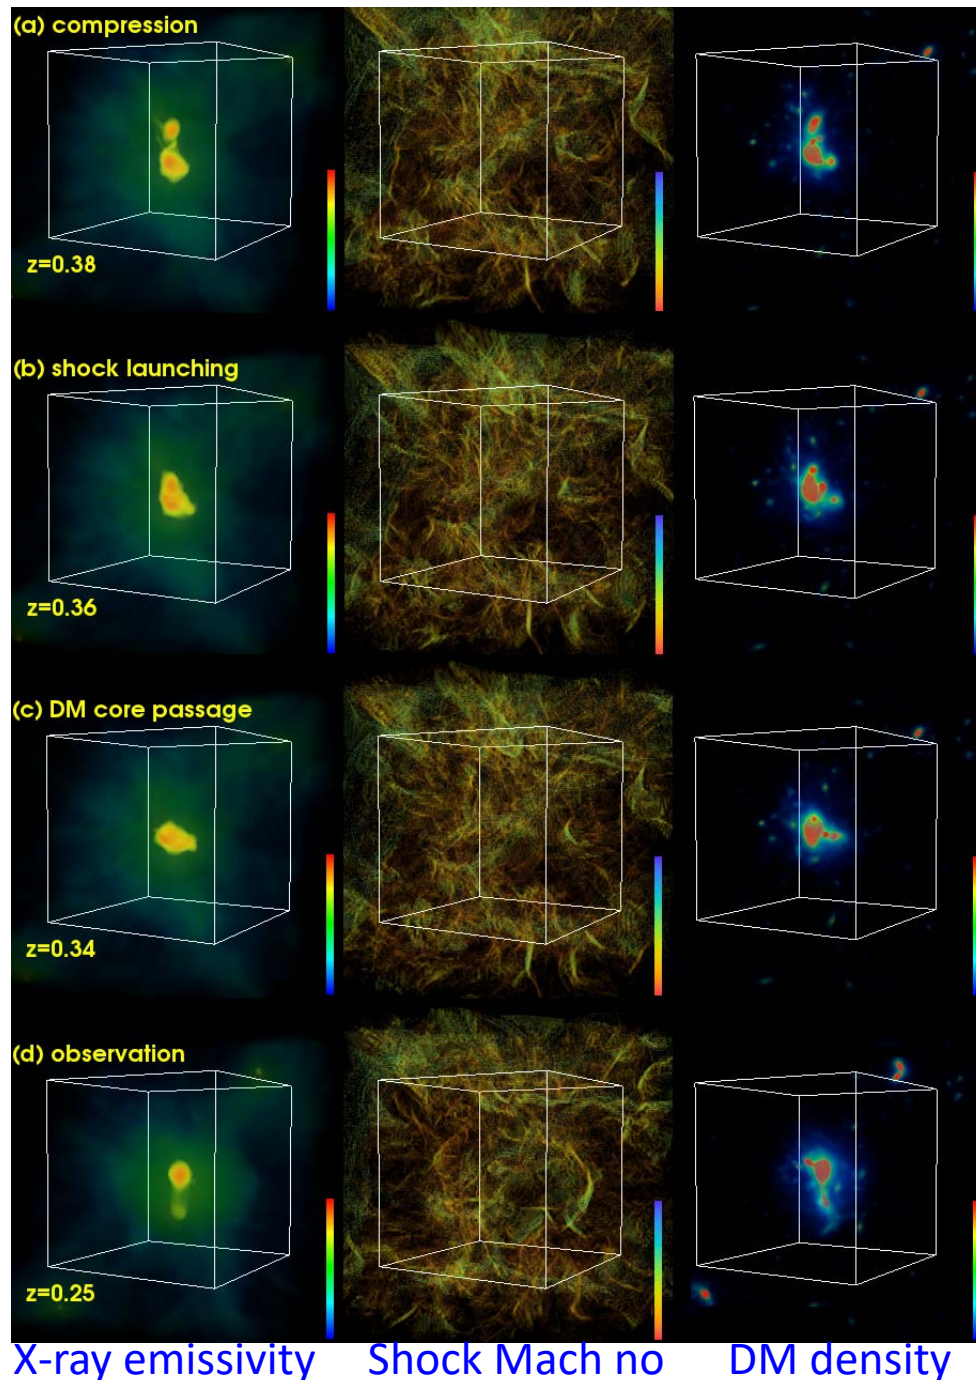 (a) compression
z=0.38
(b) shock launching
z=0.36
(c) DM core passage
z=0.34
(d) observation
z=0.25
X-ray emissivity Shock Mach no DM density